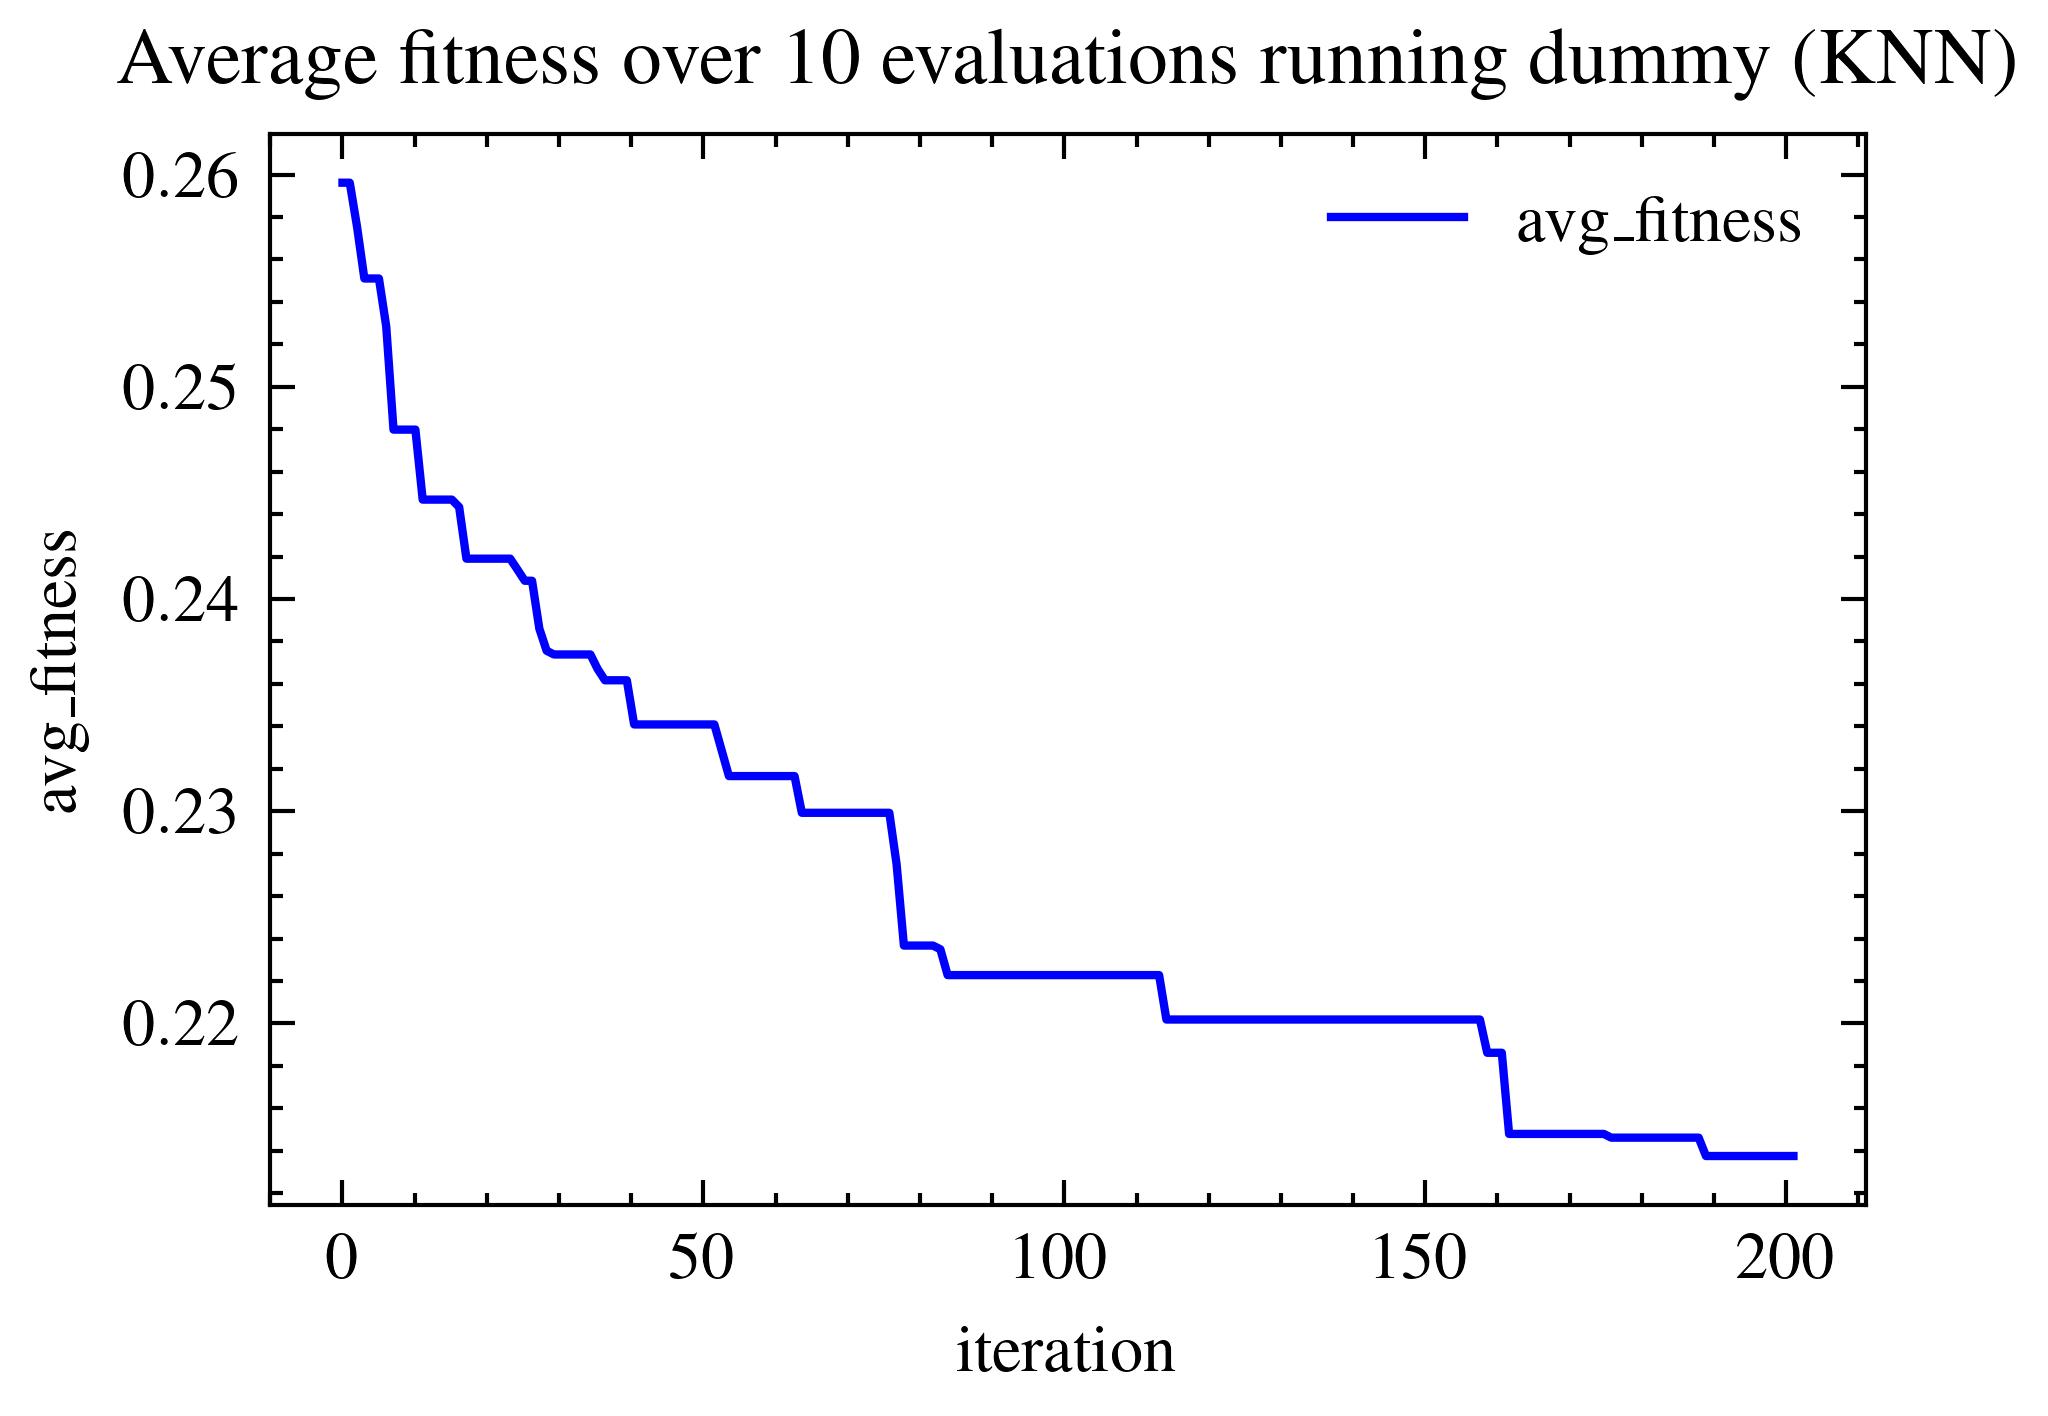 Average fitness over 10 evaluations running dummy (KNN)
avg_fitness
0.26
0.25
0.24
0.23
0.22
avg_fitness
0 50 100 150 200
iteration